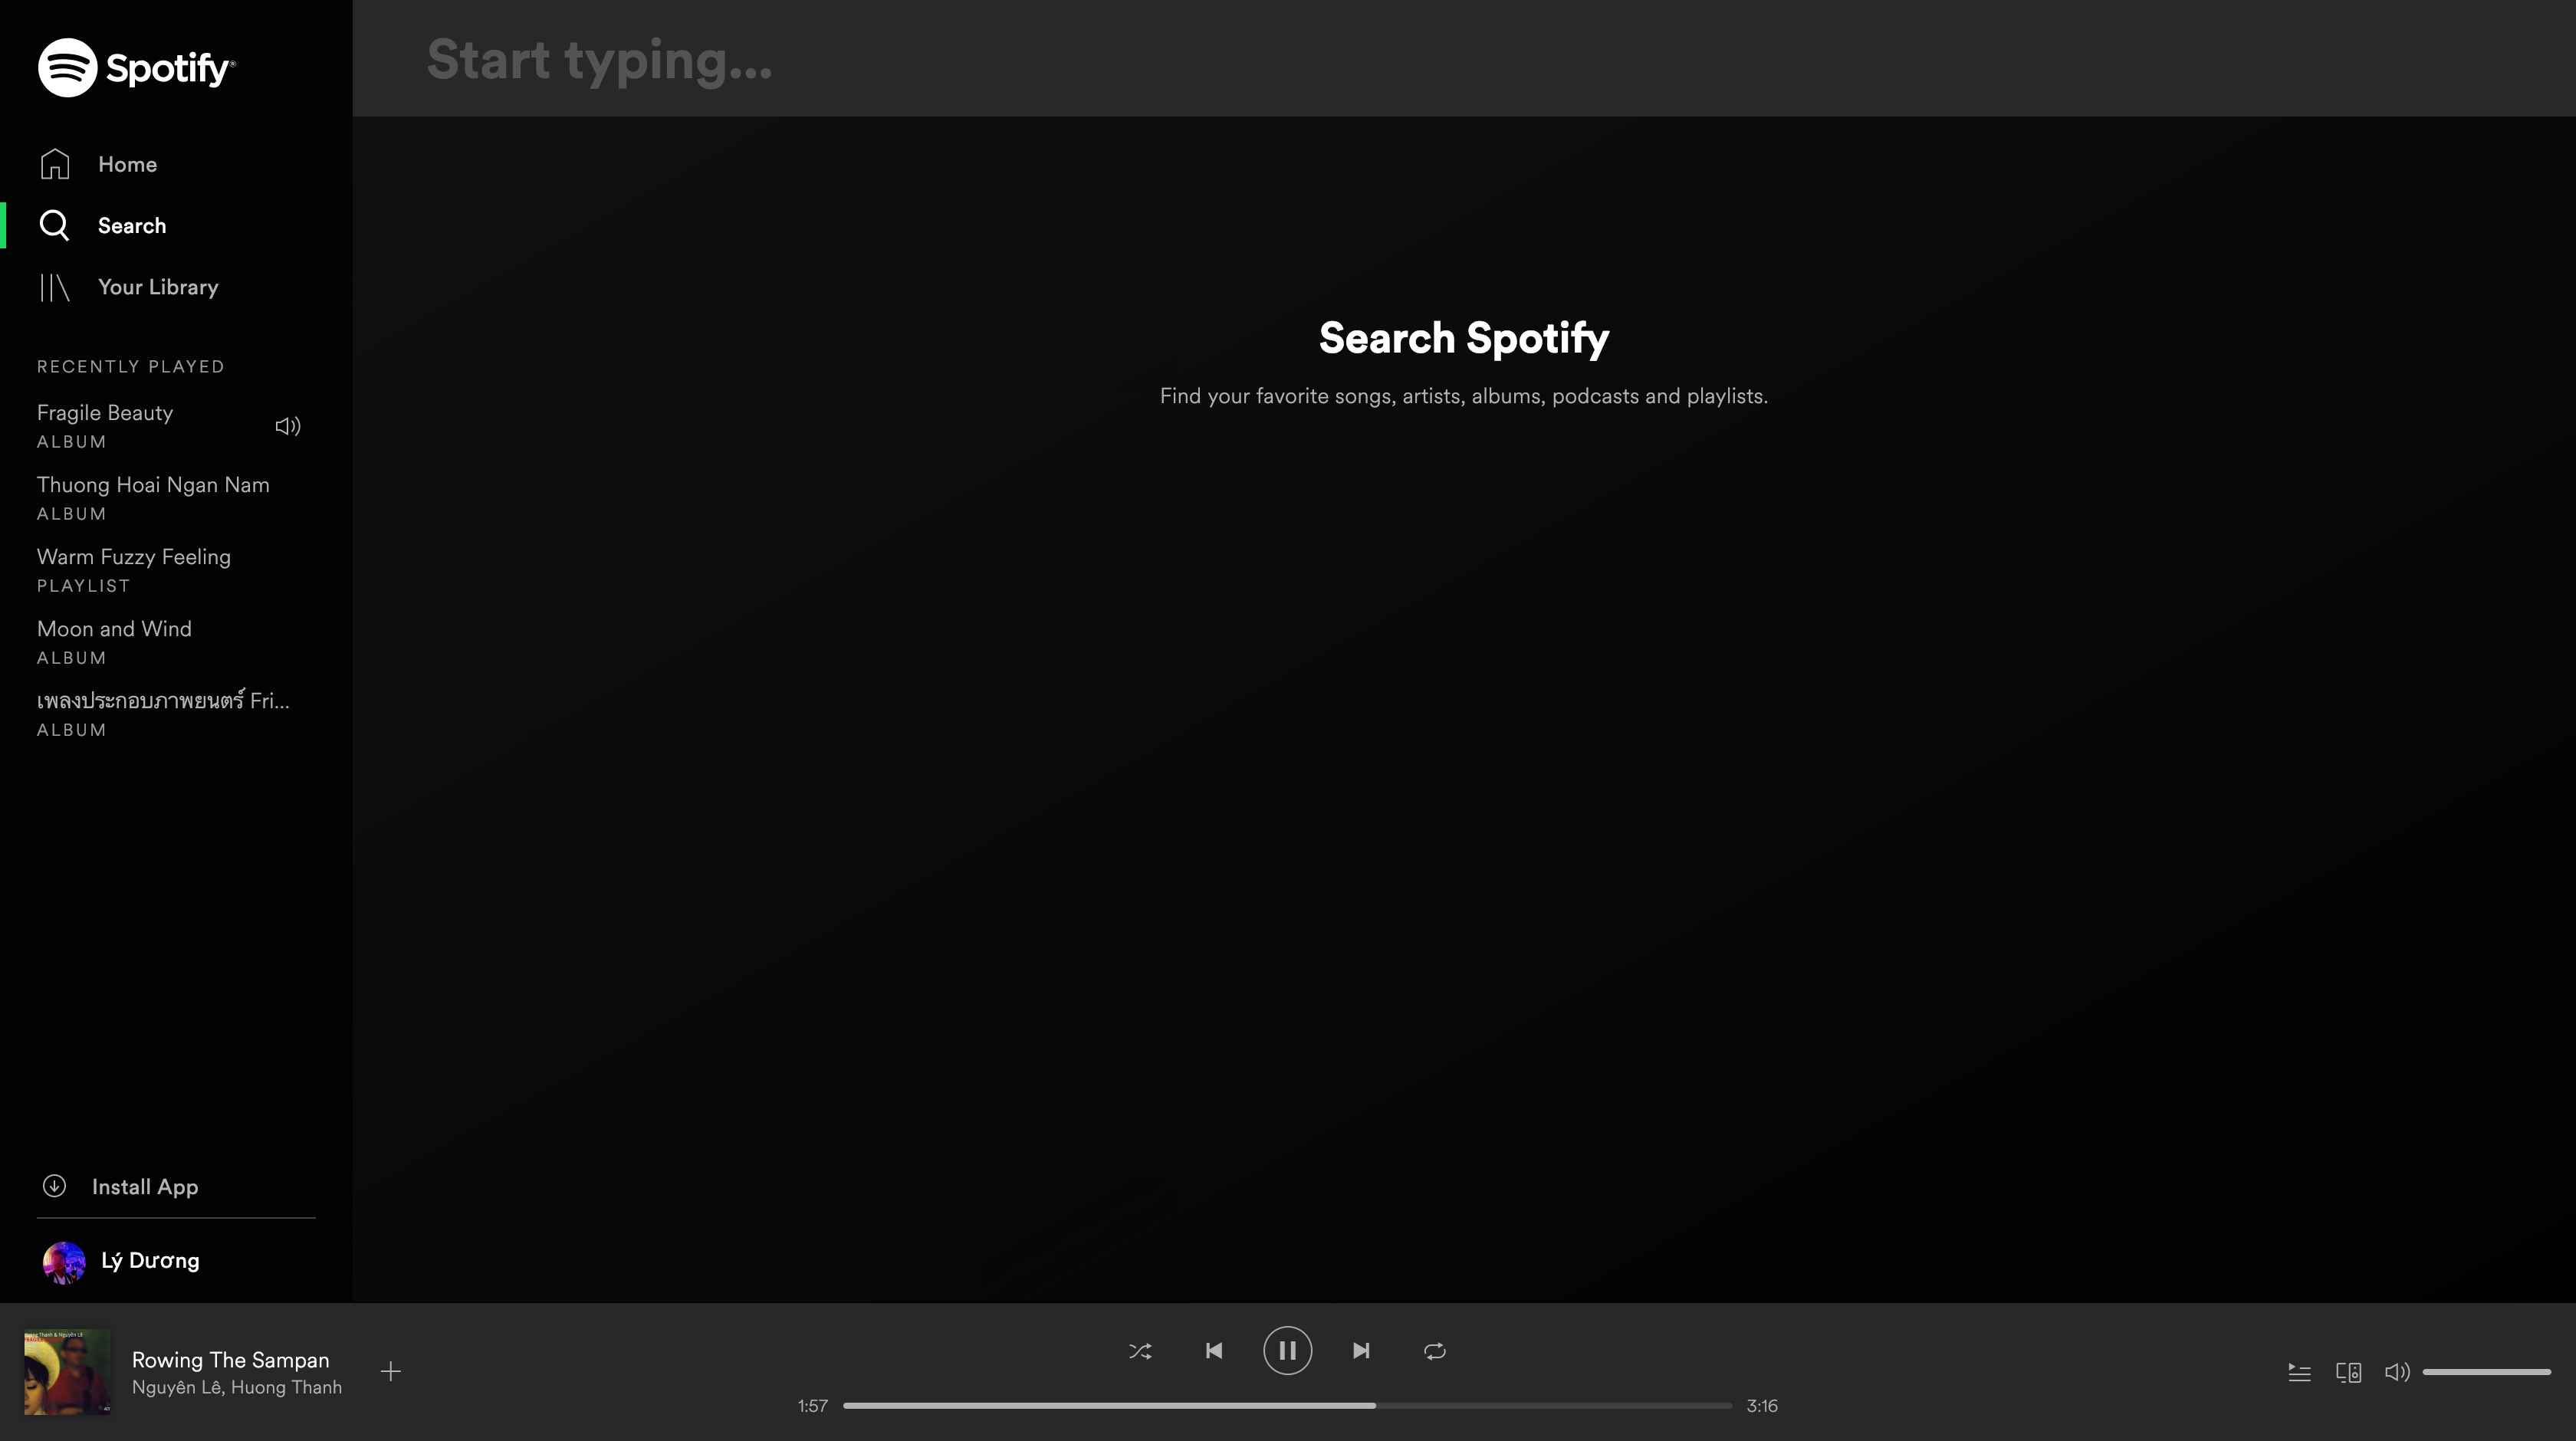 Spotify®
Start typing...
Home
Search
Your Library
Search Spotify
Find your favorite songs, artists, albums, podcasts and playlists.
RECENTLY PLAYED
Fragile Beauty
ALBUM
Thuong Hoai Ngan Nam
ALBUM
Warm Fuzzy Feeling
PLAYLIST
Moon and Wind
ALBUM
เพลงประกอบภาพยนตร์ Fri...
ALBUM
Install App
Lý Dương
Rowing The Sampan
Nguyên Lê, Huong Thanh
1:57
3:16